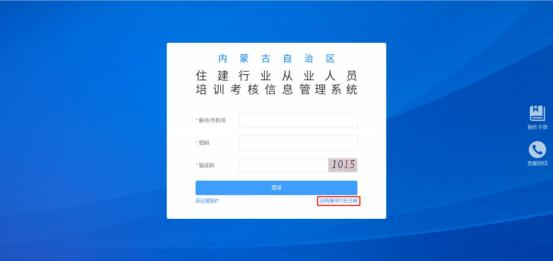 内蒙古自治区
住建行业从业人员
培训考核信息管理系统
*账号/手机号
*密码
*验证码
1015
登录
忘记密码?
没有账号?去注册
操作手册
客服热线